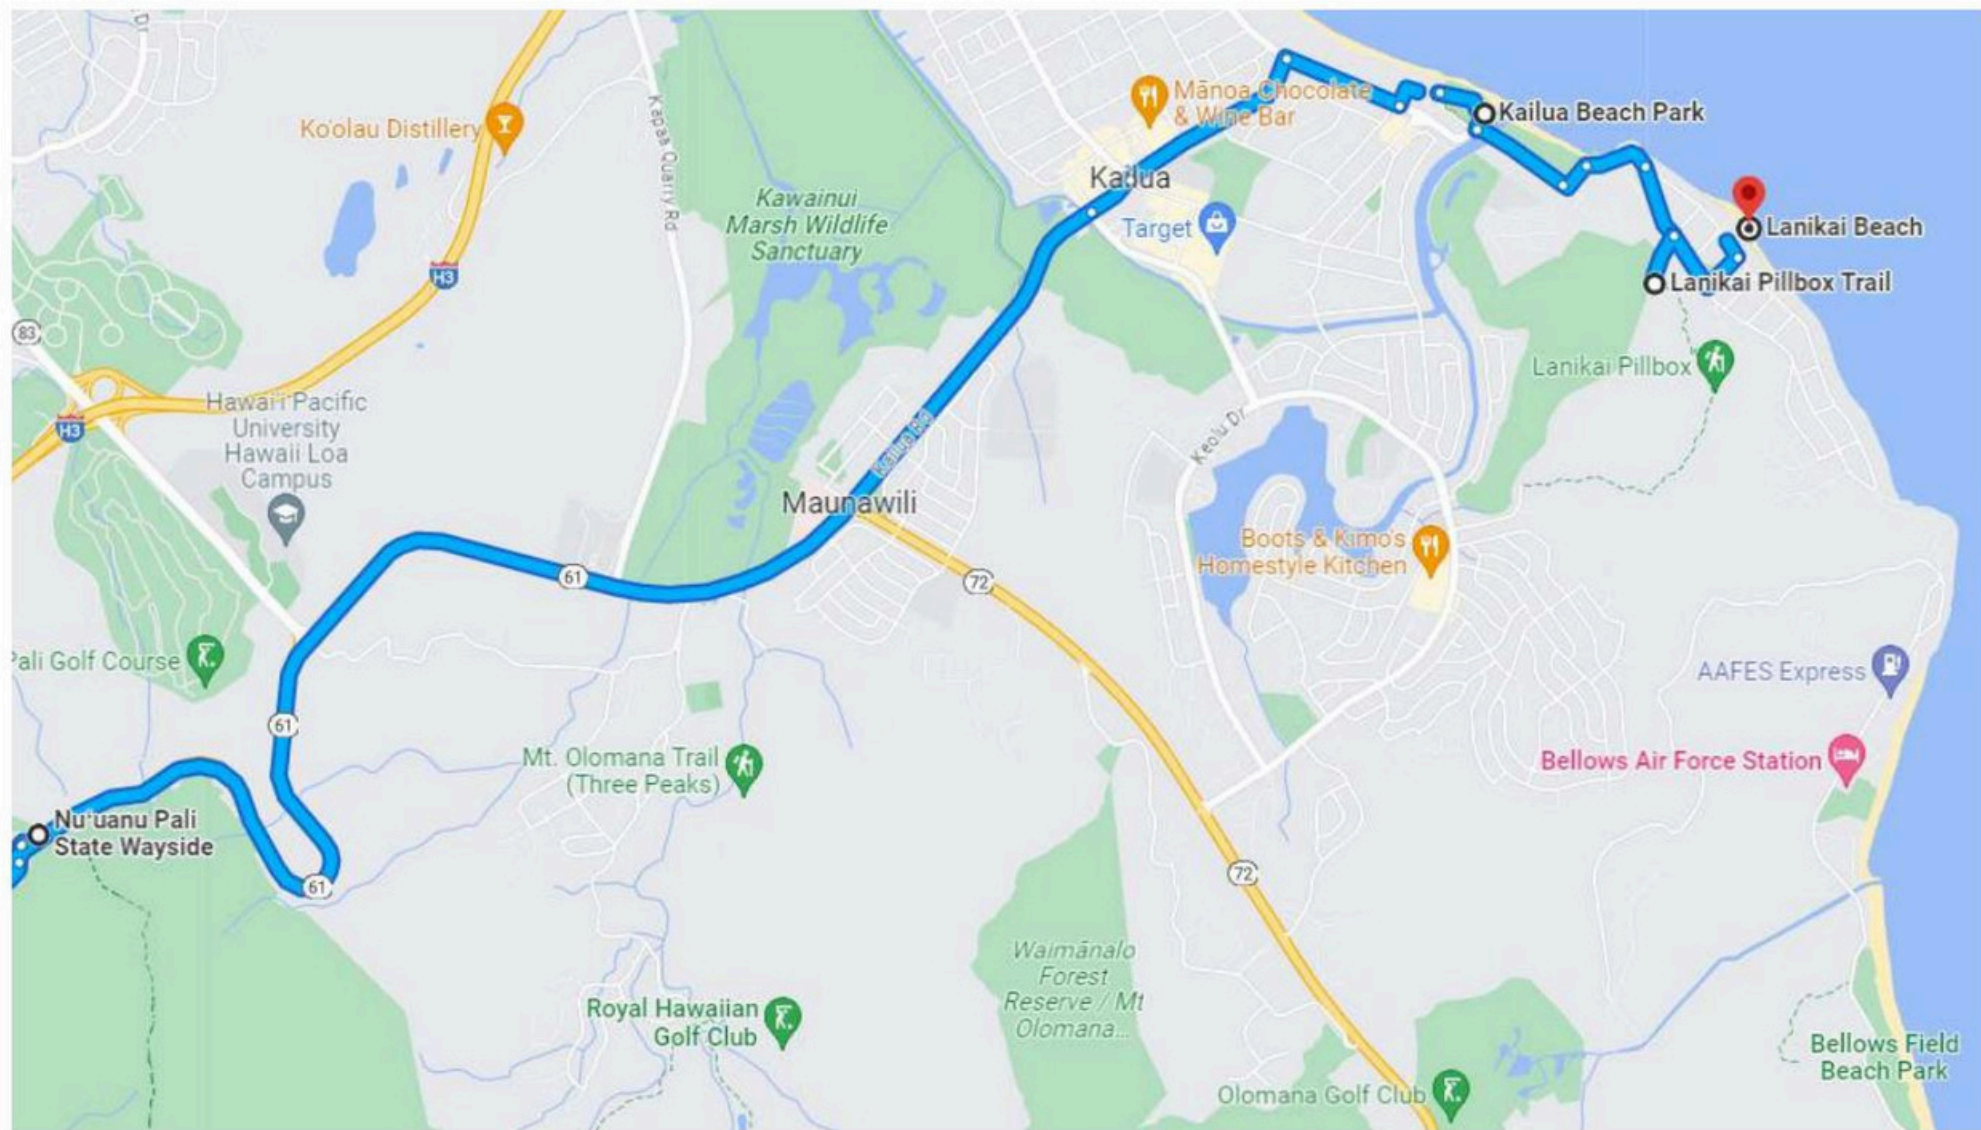 Dr
Ko'olau Distillery
Kapaa Quarry Rd
Mānoa Chocolate
& Wine Bar
Kailua Beach Park
Kailua
Kawainui
Marsh Wildlife
Sanctuary
Target
Lanikai Beach
Lanikai Pillbox Trail
H3
83
Lanikai Pillbox
H3
Hawai'i Pacific
University
Hawaii Loa
Campus
Keolu Dr
Kailua Rd
Maunawili
61
72
Boots & Kimo's
Homestyle Kitchen
Pali Golf Course
AAFES Express
61
Mt. Olomana Trail
(Three Peaks)
Bellows Air Force Station
Nu'uanu Pali
State Wayside
61
72
Waimānalo
Forest
Reserve / Mt
Olomana...
Royal Hawaiian
Golf Club
Bellows Field
Beach Park
Olomana Golf Club